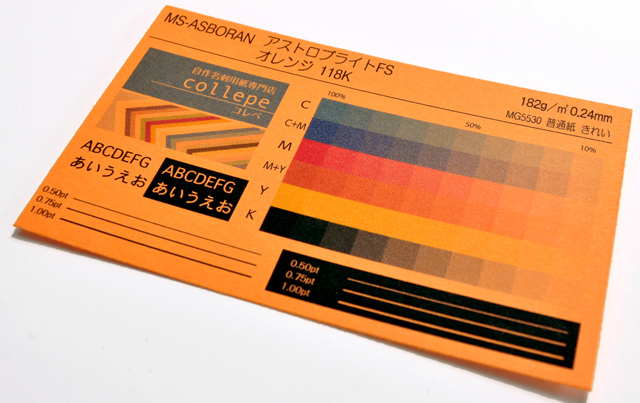 MS-ASBORAN アストロブライトFS
オレンジ 118K
182g/㎡ 0.24mm
MG5530 普通紙 きれい
自作名刺用紙専門店
collepe
コレペ
ABCDEFG
あいうえお
ABCDEFG
あいうえお
0.50pt
0.75pt
1.00pt
100%
50%
10%
C
C+M
M
M+Y
Y
K
0.50pt
0.75pt
1.00pt